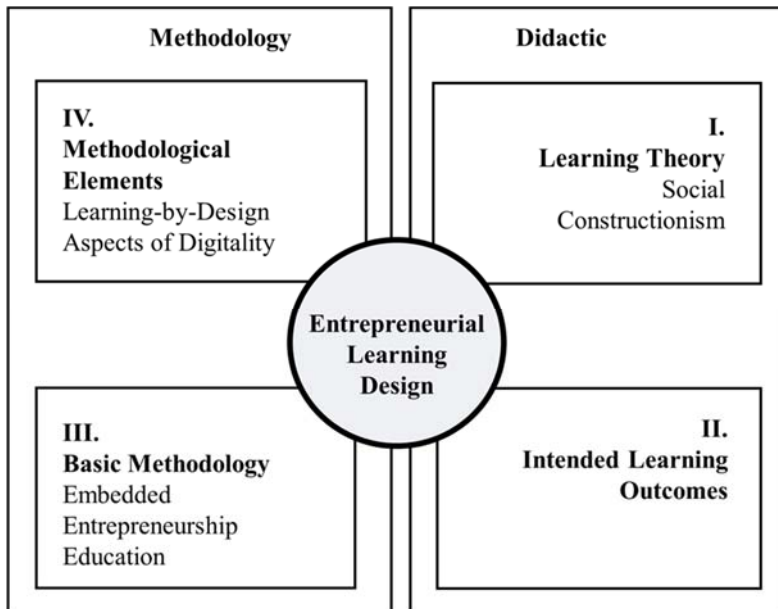 Methodology
IV.
Methodological
Elements
Learning-by-Design
Aspects of Digitality
III.
Basic Methodology
Embedded
Entrepreneurship
Education
Entrepreneurial
Learning
Design
Didactic
I.
Learning Theory
Social
Constructionism
II.
Intended Learning
Outcomes